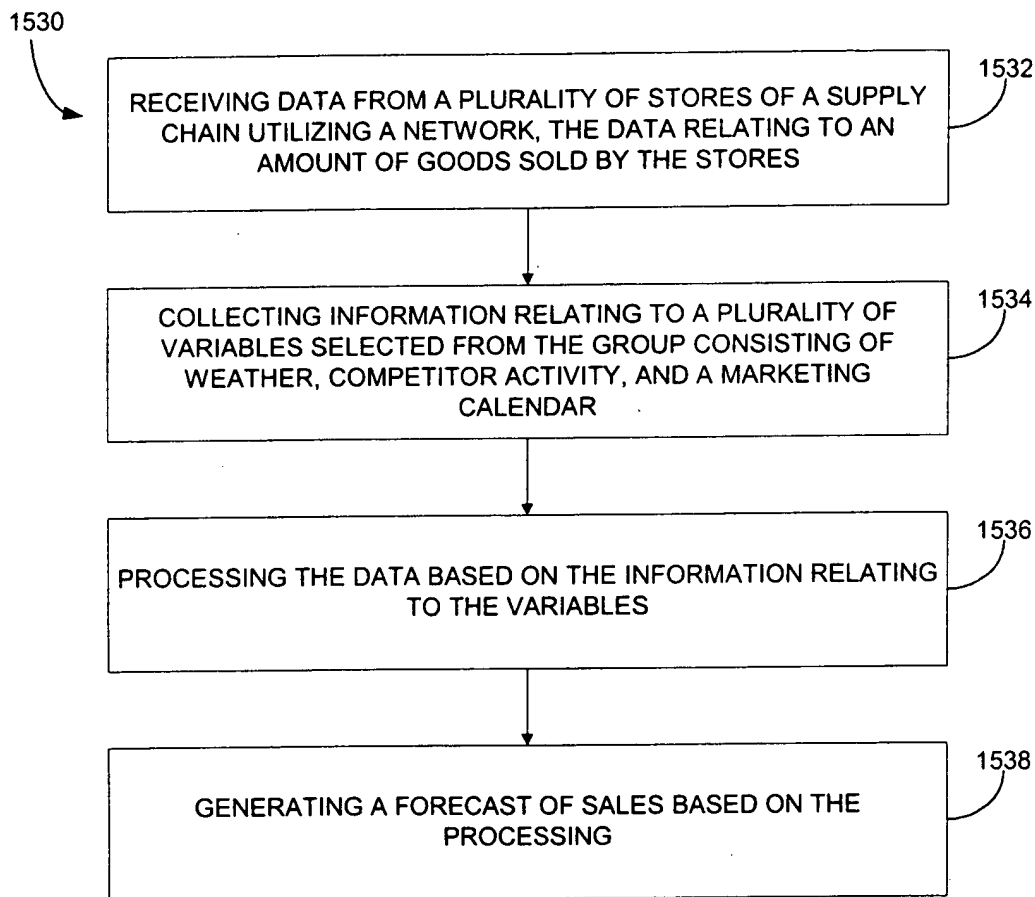 1530
1532
RECEIVING DATA FROM A PLURALITY OF STORES OF A SUPPLY
CHAIN UTILIZING A NETWORK, THE DATA RELATING TO AN
AMOUNT OF GOODS SOLD BY THE STORES
1534
COLLECTING INFORMATION RELATING TO A PLURALITY OF
VARIABLES SELECTED FROM THE GROUP CONSISTING OF
WEATHER, COMPETITOR ACTIVITY, AND A MARKETING
CALENDAR
1536
PROCESSING THE DATA BASED ON THE INFORMATION RELATING
TO THE VARIABLES
1538
GENERATING A FORECAST OF SALES BASED ON THE
PROCESSING